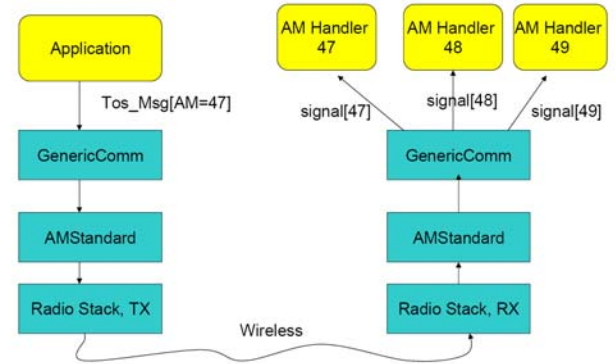 Application
Tos_Msg[AM=47]
GenericComm
AMStandard
Radio Stack, TX
Wireless
AM Handler
47
AM Handler
48
AM Handler
49
signal[47]
signal[48]
signal[49]
GenericComm
AMStandard
Radio Stack, RX